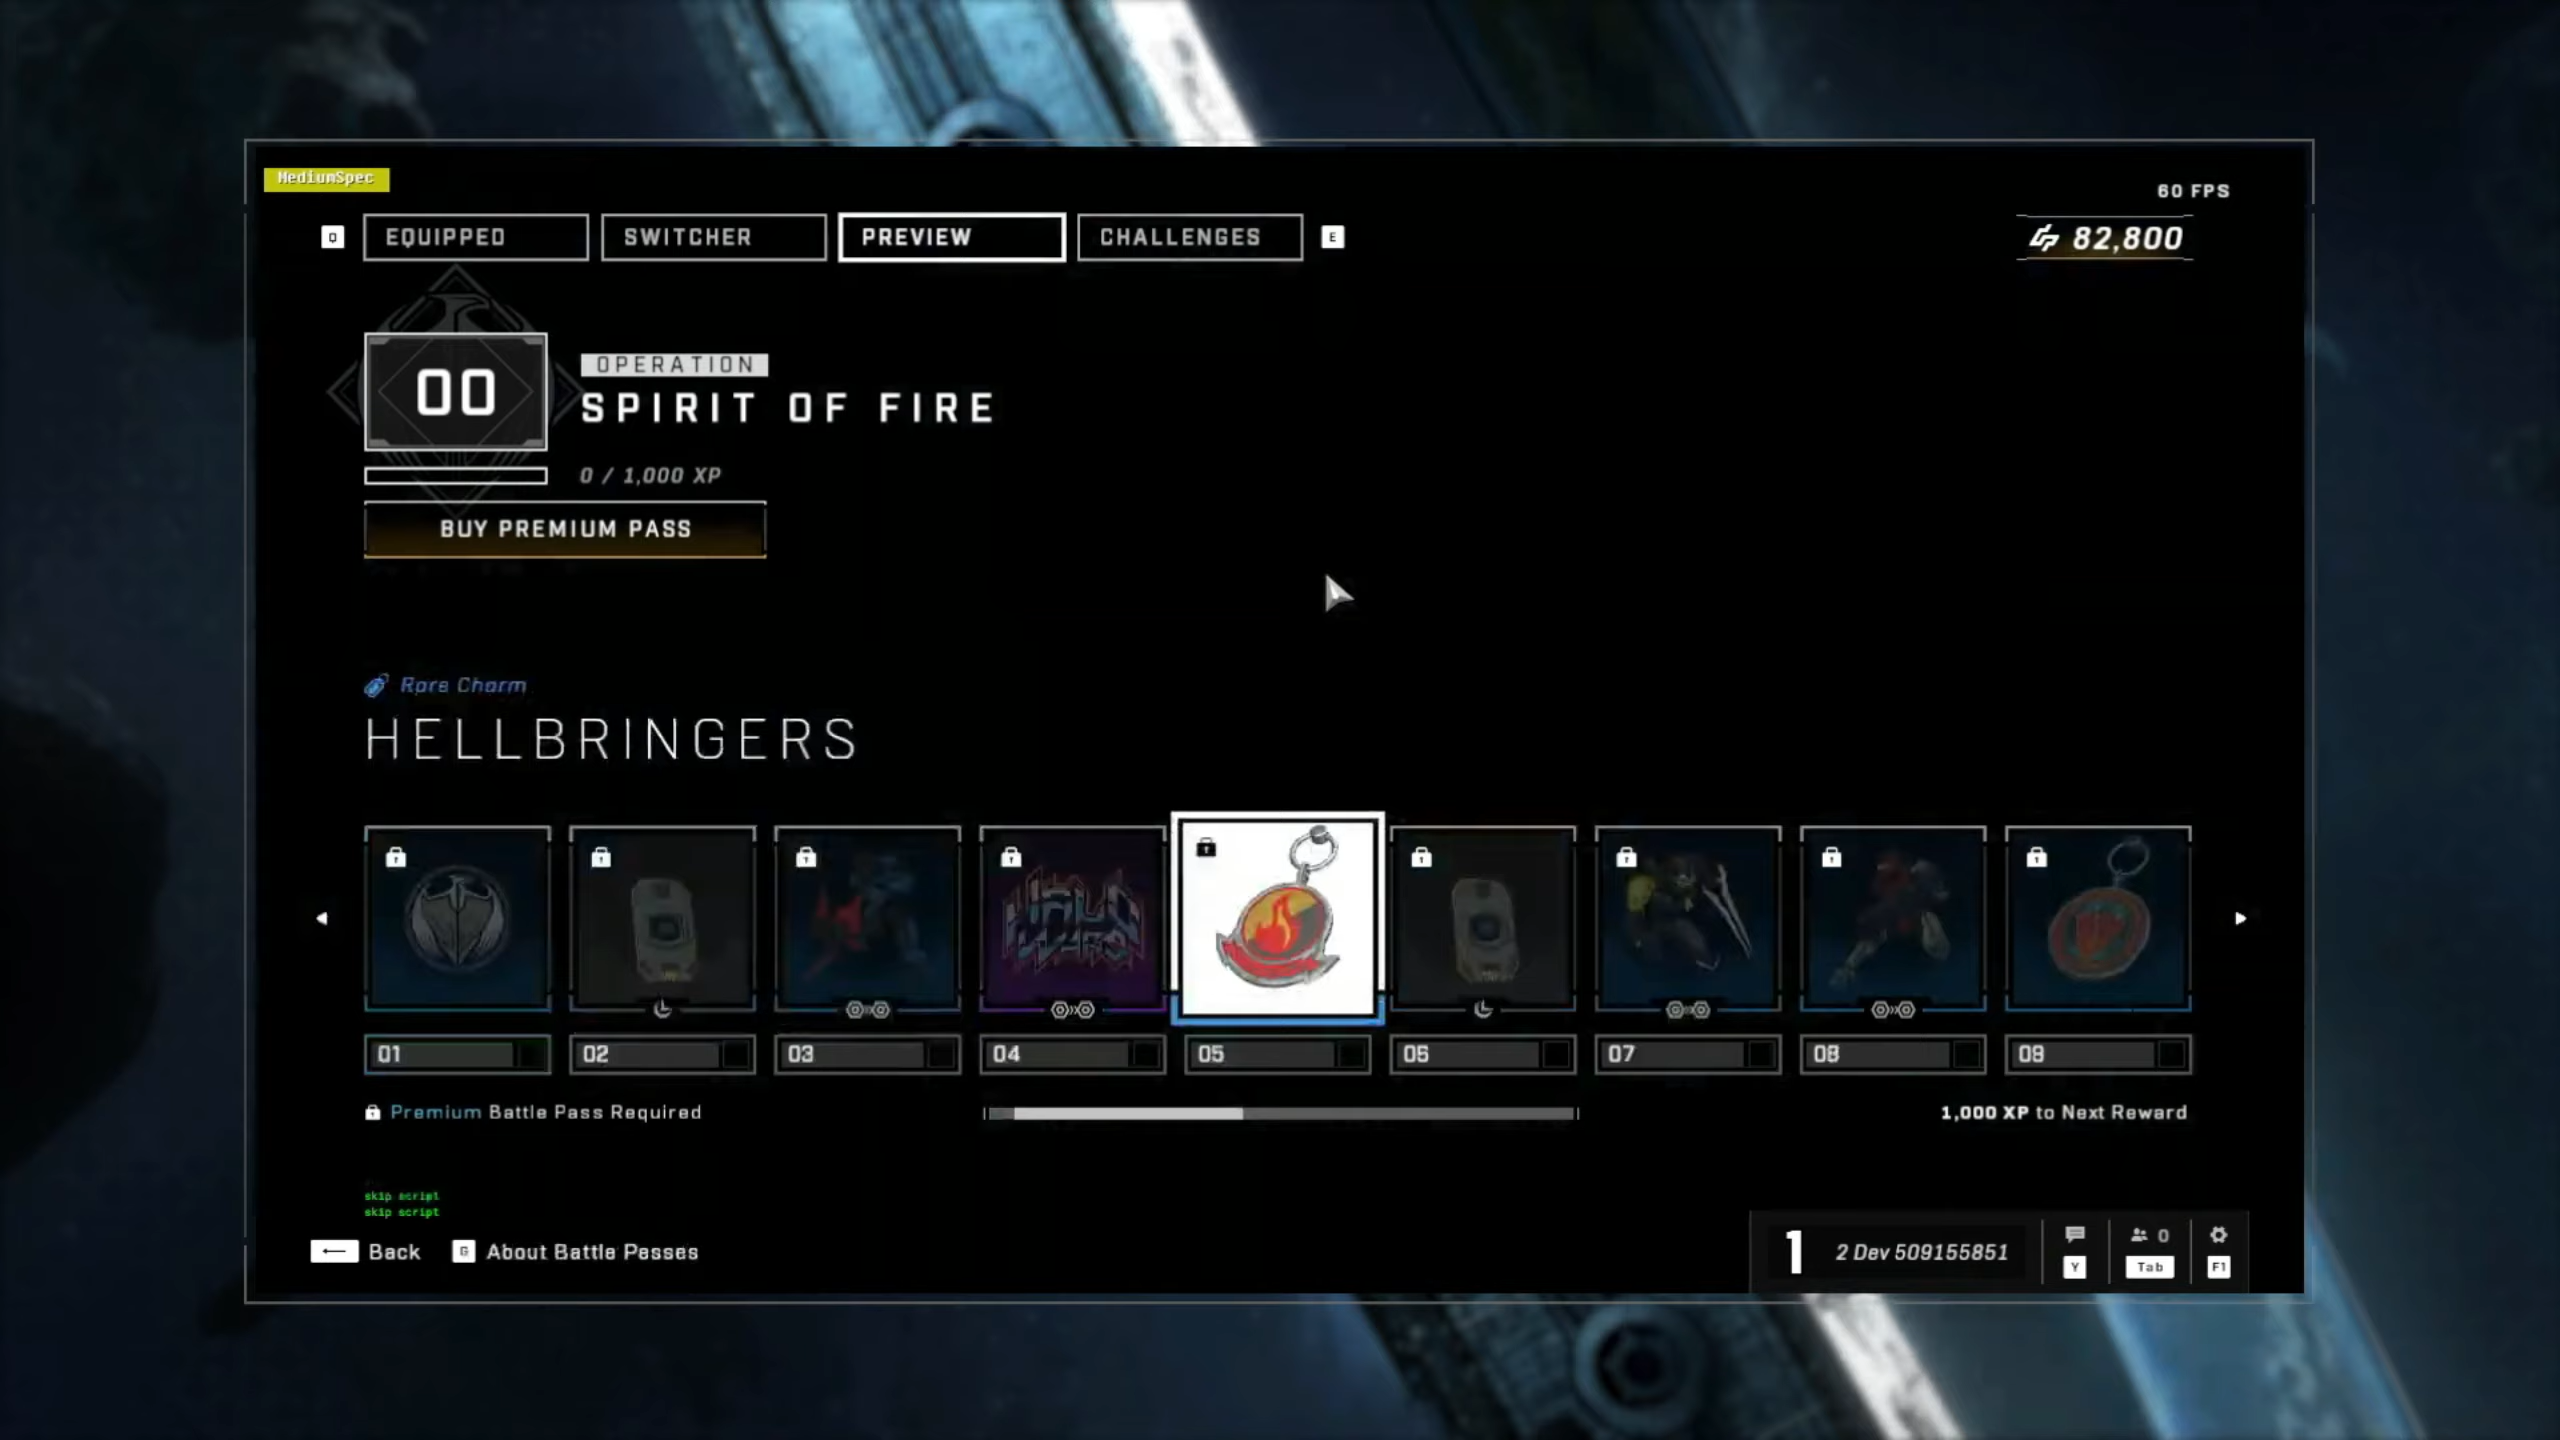 MediumSpec
60 FPS
Q EQUIPPED SWITCHER PREVIEW CHALLENGES E
82,800
00
OPERATION
SPIRIT OF FIRE
0 / 1,000 XP
BUY PREMIUM PASS
Rare Charm
HELLBRINGERS
HALO WARS
01 02 03 04 05 06 07 08 09
Premium Battle Pass Required
1,000 XP to Next Reward
skip script
skip script
Back G About Battle Passes
1 2 Dev 509155851 0
Y Tab F1